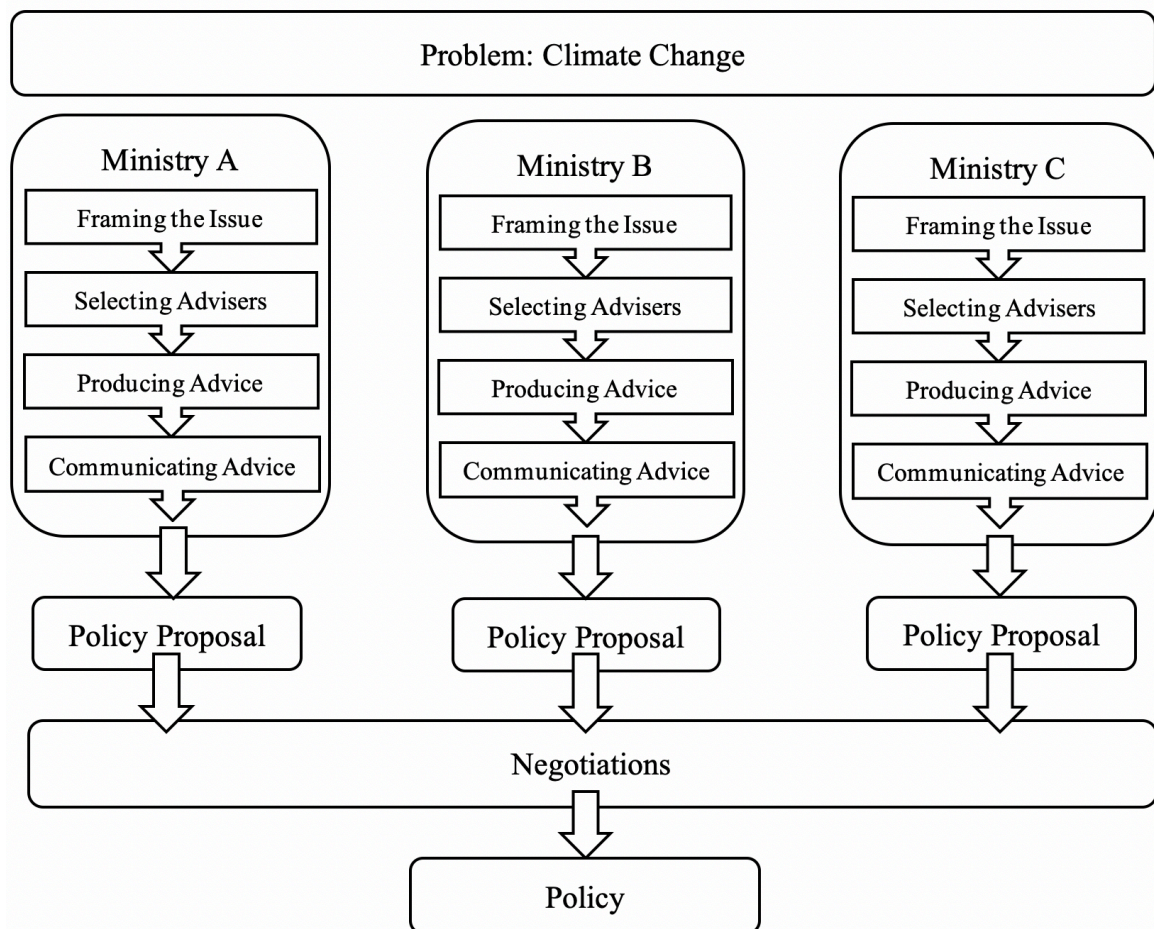 Problem: Climate Change
Ministry A
Framing the Issue
Selecting Advisers
Producing Advice
Communicating Advice
Policy Proposal
Ministry B
Framing the Issue
Selecting Advisers
Producing Advice
Communicating Advice
Policy Proposal
Ministry C
Framing the Issue
Selecting Advisers
Producing Advice
Communicating Advice
Policy Proposal
Negotiations
Policy